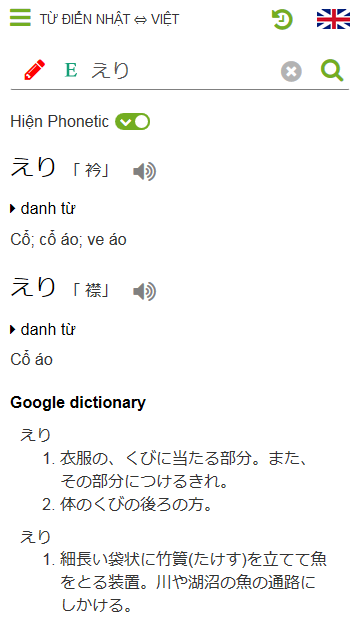 TỪ ĐIỂN NHẬT ⇔ VIỆT
E えり
Hiện Phonetic
えり 「 衿」
danh từ
Cổ; cổ áo; ve áo
えり 「 襟」
danh từ
Cổ áo
Google dictionary
えり
1. 衣服の、くびに当たる部分。また、
その部分につけるきれ。
2. 体のくびの後ろの方。
えり
1. 細長い袋状に竹簀(たけす)を立てて魚
をとる装置。川や湖沼の魚の通路に
しかける。